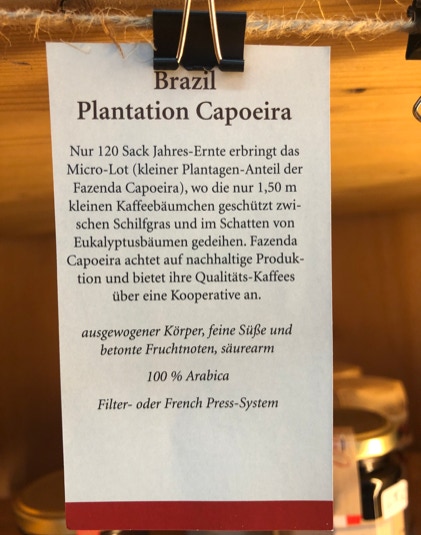 Brazil
Plantation Capoeira
Nur 120 Sack Jahres-Ernte erbringt das
Micro-Lot (kleiner Plantagen-Anteil der
Fazenda Capoeira), wo die nur 1,50 m
kleinen Kaffeebäumchen geschützt zwi-
schen Schilfgras und im Schatten von
Eukalyptusbäumen gedeihen. Fazenda
Capoeira achtet auf nachhaltige Produk-
tion und bietet ihre Qualitäts-Kaffees
über eine Kooperative an.
ausgewogener Körper, feine Süße und
betonte Fruchtnoten, säurearm
100 % Arabica
Filter- oder French Press-System